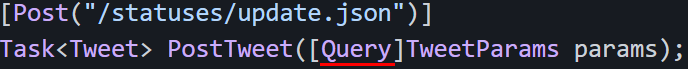 [Post("/statuses/update.json")]
Task<Tweet> PostTweet([Query]TweetParams params);